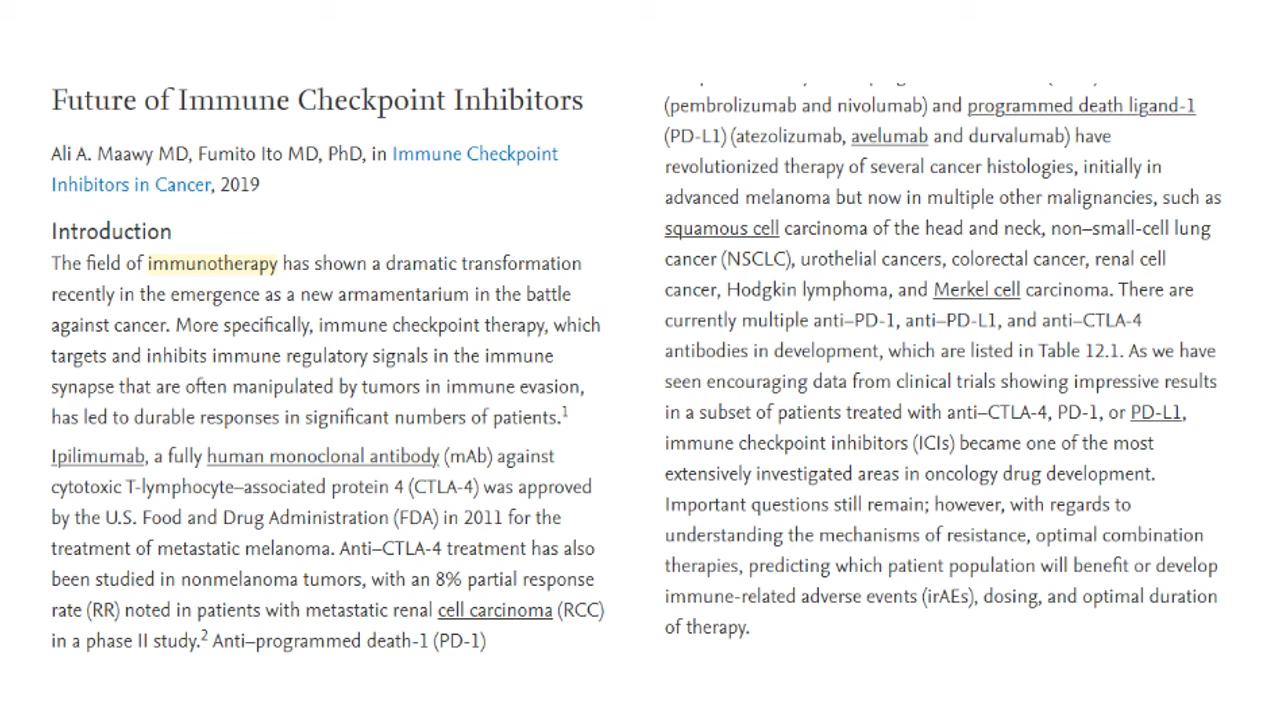 Future of Immune Checkpoint Inhibitors
Ali A. Maawy MD, Fumito Ito MD, PhD, in Immune Checkpoint
Inhibitors in Cancer, 2019
Introduction
The field of immunotherapy has shown a dramatic transformation
recently in the emergence as a new armamentarium in the battle
against cancer. More specifically, immune checkpoint therapy, which
targets and inhibits immune regulatory signals in the immune
synapse that are often manipulated by tumors in immune evasion,
has led to durable responses in significant numbers of patients.1
Ipilimumab, a fully human monoclonal antibody (mAb) against
cytotoxic T-lymphocyte–associated protein 4 (CTLA-4) was approved
by the U.S. Food and Drug Administration (FDA) in 2011 for the
treatment of metastatic melanoma. Anti–CTLA-4 treatment has also
been studied in nonmelanoma tumors, with an 8% partial response
rate (RR) noted in patients with metastatic renal cell carcinoma (RCC)
in a phase II study.2 Anti–programmed death-1 (PD-1)
(pembrolizumab and nivolumab) and programmed death ligand-1
(PD-L1) (atezolizumab, avelumab and durvalumab) have
revolutionized therapy of several cancer histologies, initially in
advanced melanoma but now in multiple other malignancies, such as
squamous cell carcinoma of the head and neck, non–small-cell lung
cancer (NSCLC), urothelial cancers, colorectal cancer, renal cell
cancer, Hodgkin lymphoma, and Merkel cell carcinoma. There are
currently multiple anti–PD-1, anti–PD-L1, and anti–CTLA-4
antibodies in development, which are listed in Table 12.1. As we have
seen encouraging data from clinical trials showing impressive results
in a subset of patients treated with anti–CTLA-4, PD-1, or PD-L1,
immune checkpoint inhibitors (ICIs) became one of the most
extensively investigated areas in oncology drug development.
Important questions still remain; however, with regards to
understanding the mechanisms of resistance, optimal combination
therapies, predicting which patient population will benefit or develop
immune-related adverse events (irAEs), dosing, and optimal duration
of therapy.